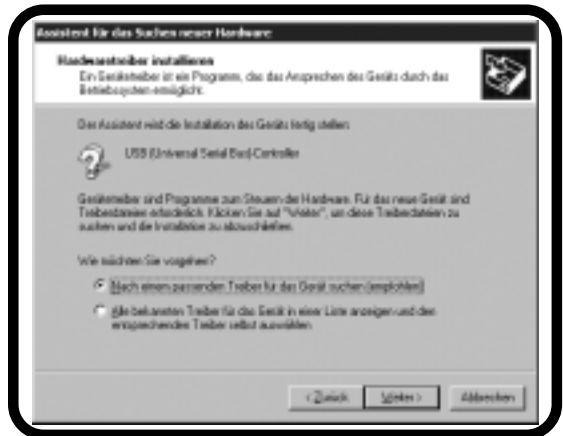 Assistent für das Suchen neuer Hardware
Hardwaretreiber installieren
Ein Gerätetreiber ist ein Programm, das das Ansprechen des Geräts durch das
Betriebssystem ermöglicht.
Der Assistent wird die Installation des Geräts fertig stellen:
USB (Universal Serial Bus)-Controller
Gerätetreiber sind Programme zum Steuern der Hardware. Für das neue Gerät sind
Treiberdateien erforderlich. Klicken Sie auf "Weiter", um diese Treiberdateien zu
suchen und die Installation zu abzuschließen.
Wie möchten Sie vorgehen?
Nach einem passenden Treiber für das Gerät suchen (empfohlen)
Alle bekannten Treiber für das Gerät in einer Liste anzeigen und den
entsprechenden Treiber selbst auswählen
< Zurück
Weiter >
Abbrechen